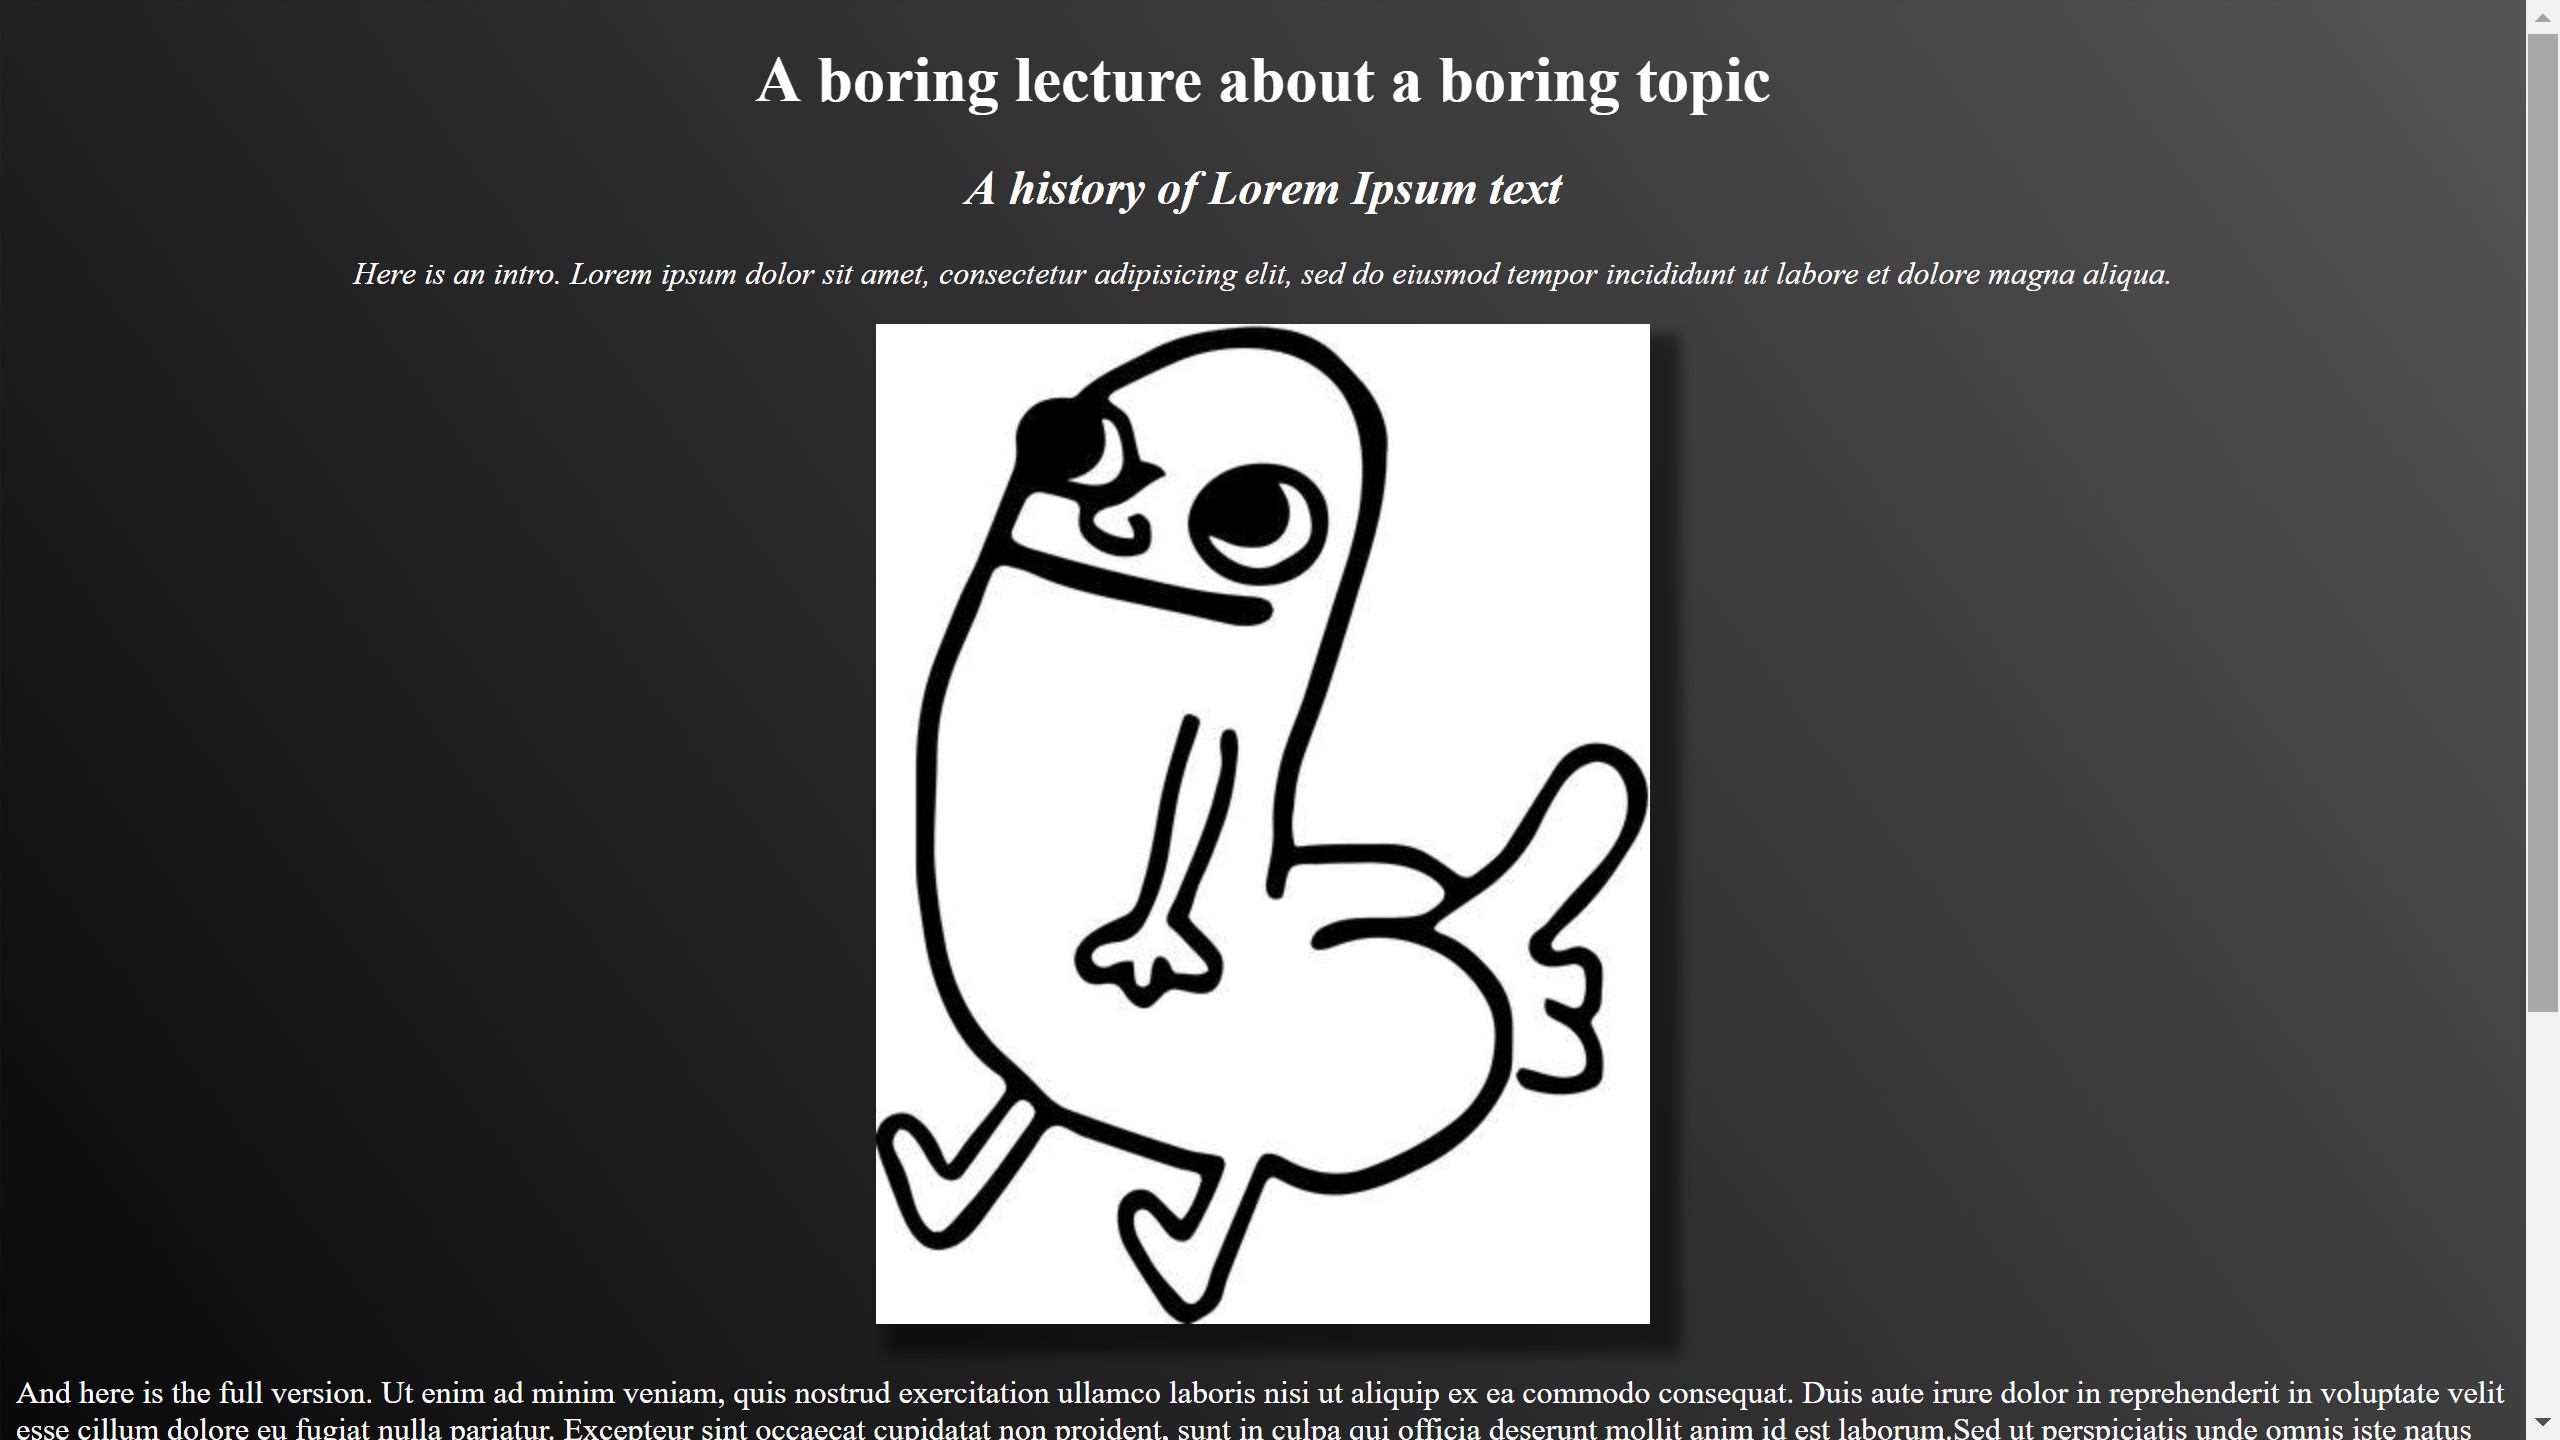 A boring lecture about a boring topic
A history of Lorem Ipsum text
Here is an intro. Lorem ipsum dolor sit amet, consectetur adipisicing elit, sed do eiusmod tempor incididunt ut labore et dolore magna aliqua.
And here is the full version. Ut enim ad minim veniam, quis nostrud exercitation ullamco laboris nisi ut aliquip ex ea commodo consequat. Duis aute irure dolor in reprehenderit in voluptate velit
esse cillum dolore eu fugiat nulla pariatur. Excepteur sint occaecat cupidatat non proident, sunt in culpa qui officia deserunt mollit anim id est laborum.Sed ut perspiciatis unde omnis iste natus